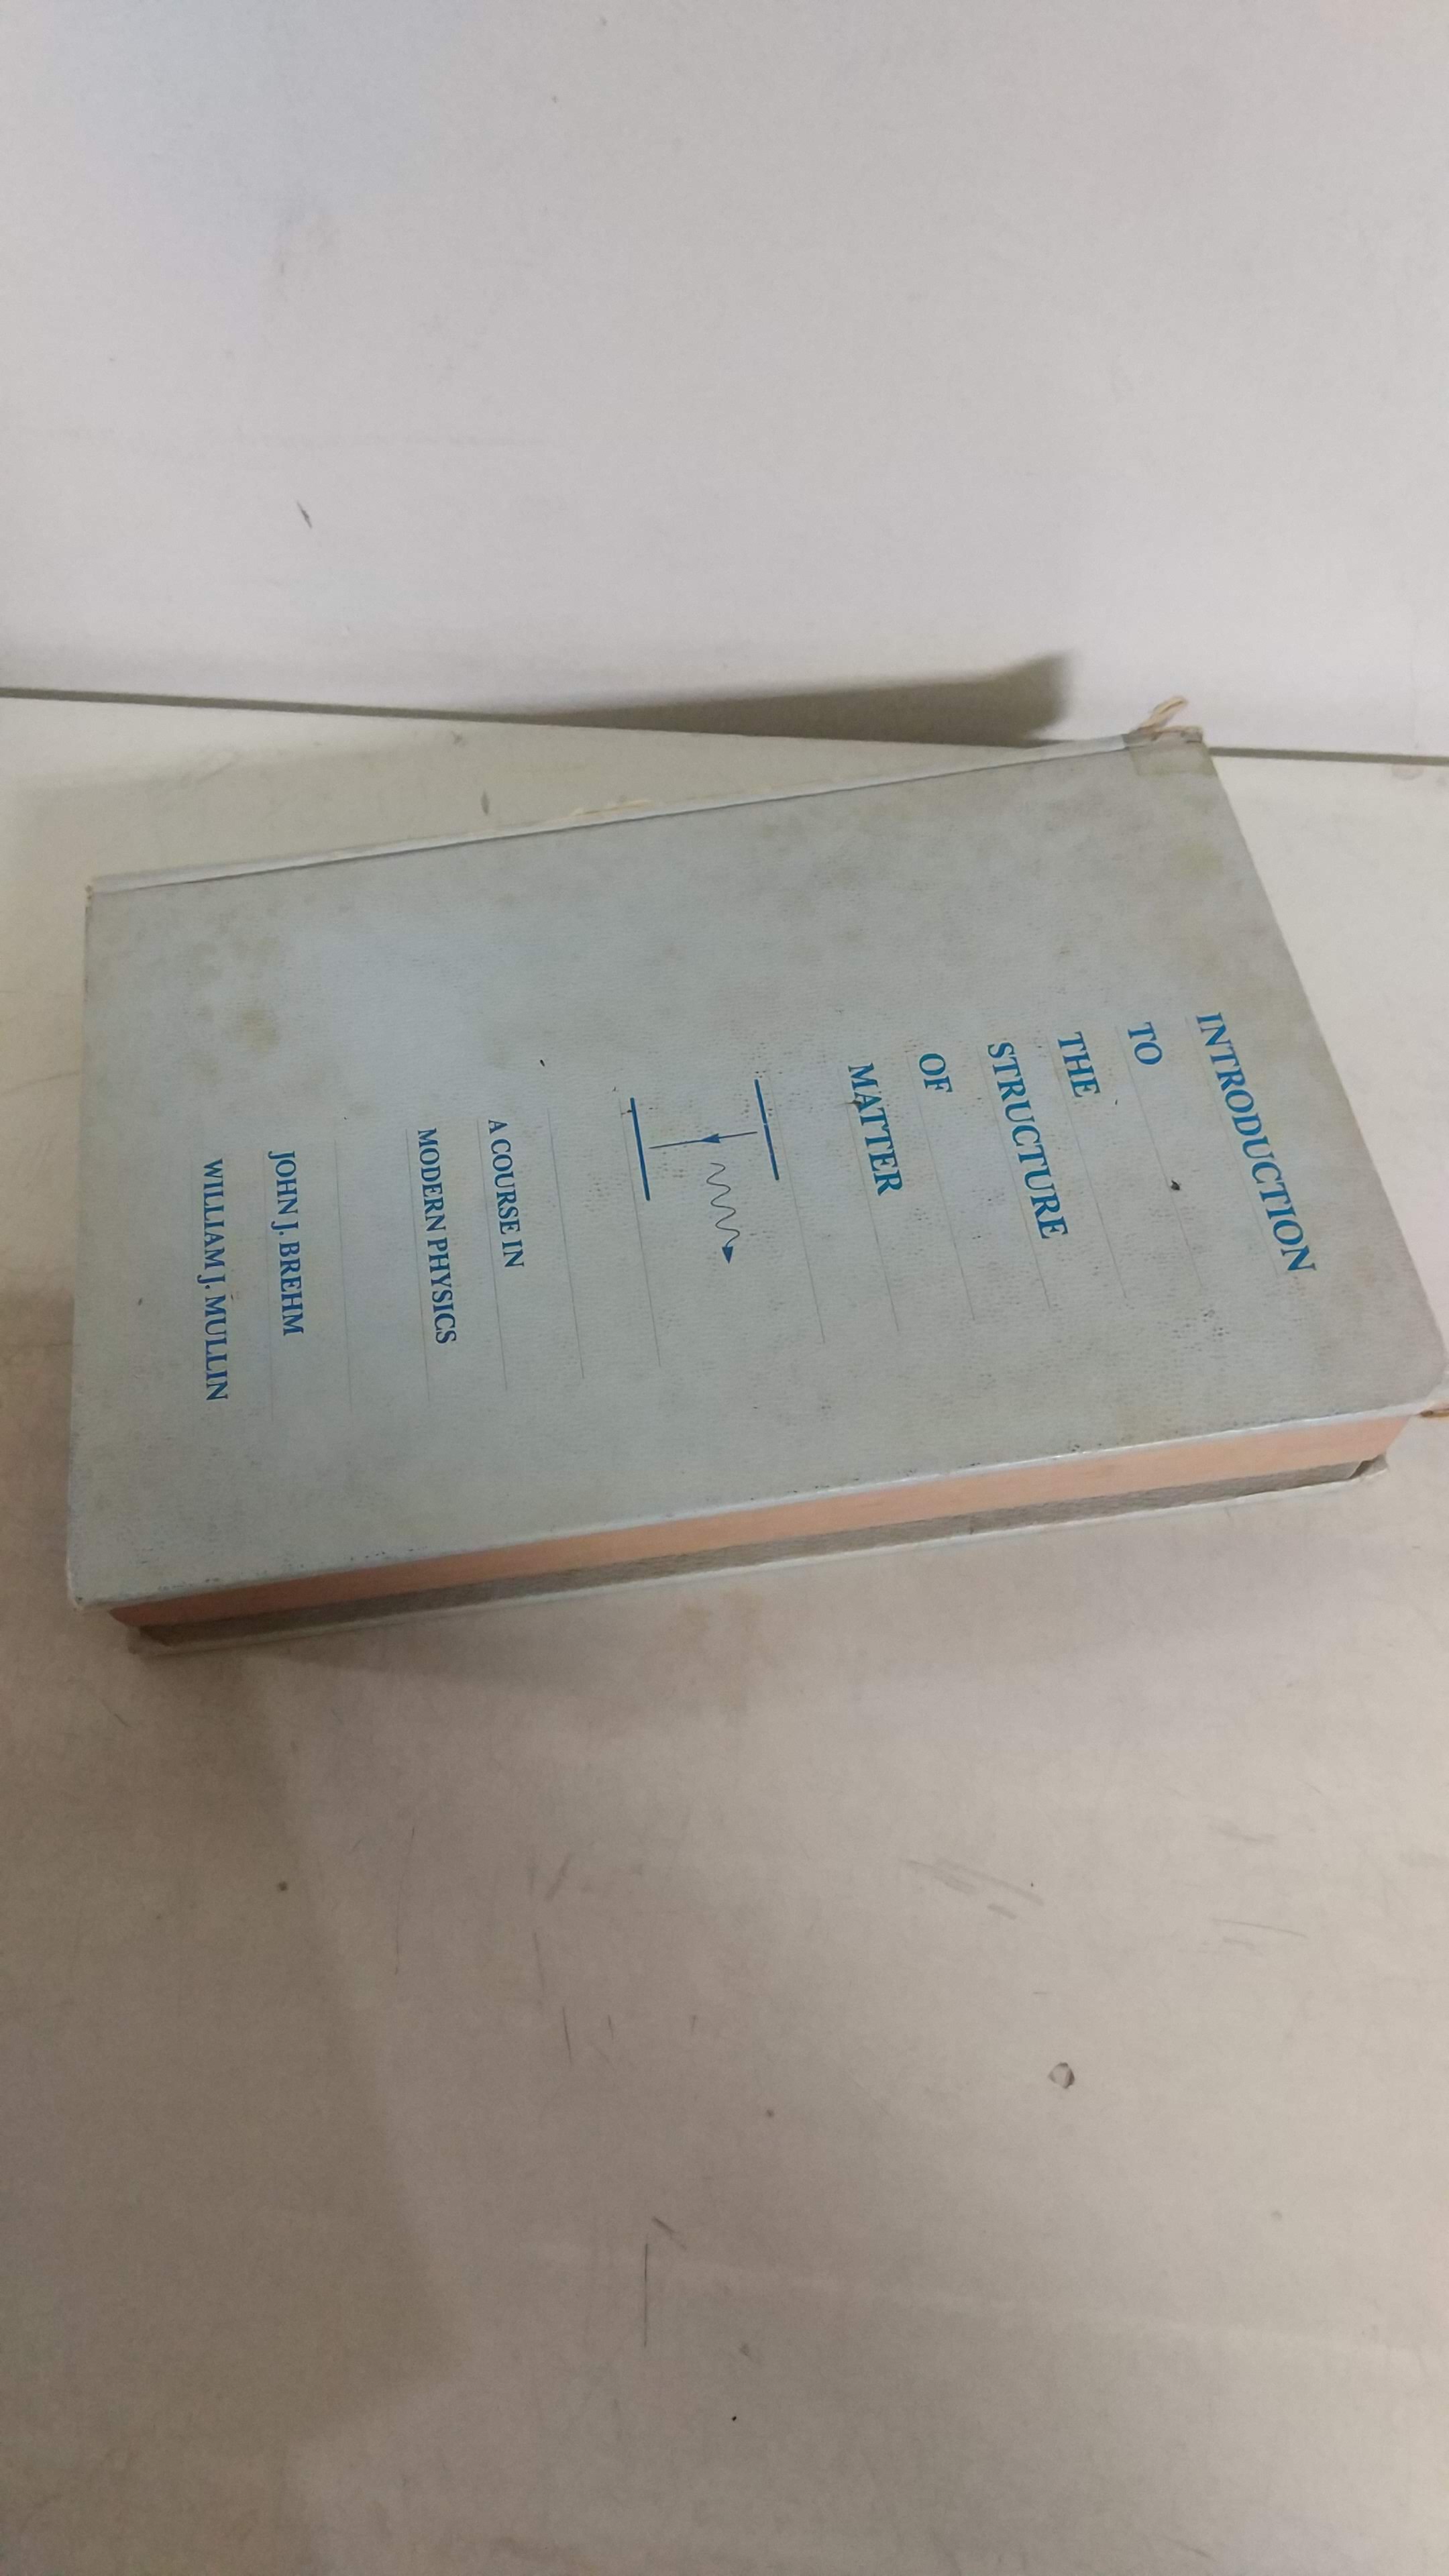 INTRODUCTION
TO
THE
STRUCTURE
OF
MATTER
A COURSE IN
MODERN PHYSICS
JOHN J. BREHM
WILLIAM J. MULLIN